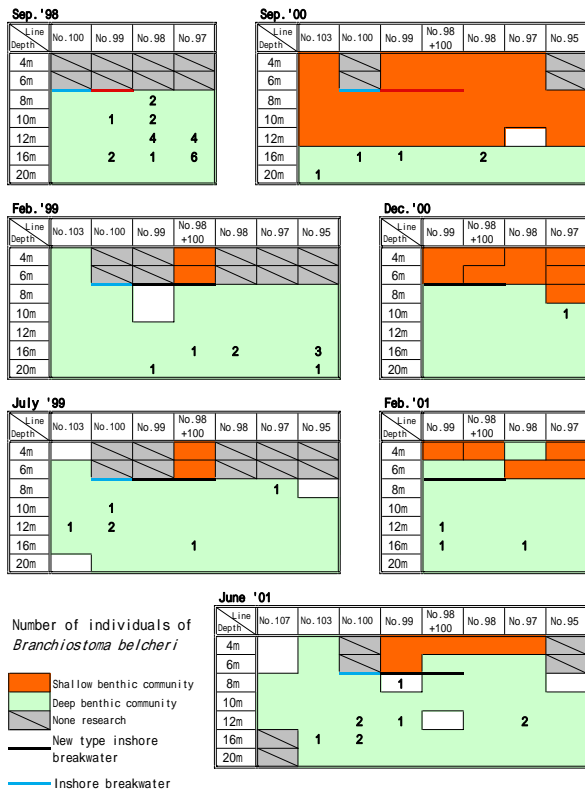 Sep.'98
Line Depth No.100 No.99 No.98 No.97
4m
6m
8m 2
10m 1 2
12m 4 4
16m 2 1 6
20m
Sep.'00
Line Depth No.103 No.100 No.99 No.98 +100 No.98 No.97 No.95
4m
6m
8m
10m
12m
16m 1 1 2
20m 1
Feb.'99
Line Depth No.103 No.100 No.99 No.98 +100 No.98 No.97 No.95
4m
6m
8m
10m
12m
16m 1 2 3
20m 1 1
Dec.'00
Line Depth No.99 No.98 +100 No.98 No.97
4m
6m
8m
10m 1
12m
16m
20m
July '99
Line Depth No.103 No.100 No.99 No.98 +100 No.98 No.97 No.95
4m
6m
8m 1
10m 1
12m 1 2
16m 1
20m
Feb.'01
Line Depth No.99 No.98 +100 No.98 No.97
4m
6m
8m
10m
12m 1
16m 1 1
20m
June '01
Line Depth No.107 No.103 No.100 No.99 No.98 +100 No.98 No.97 No.95
4m
6m
8m 1
10m
12m 2 1 2
16m 1 2
20m
Number of individuals of
Branchiostoma belcheri
Shallow benthic community
Deep benthic community
None research
New type inshore
breakwater
Inshore breakwater